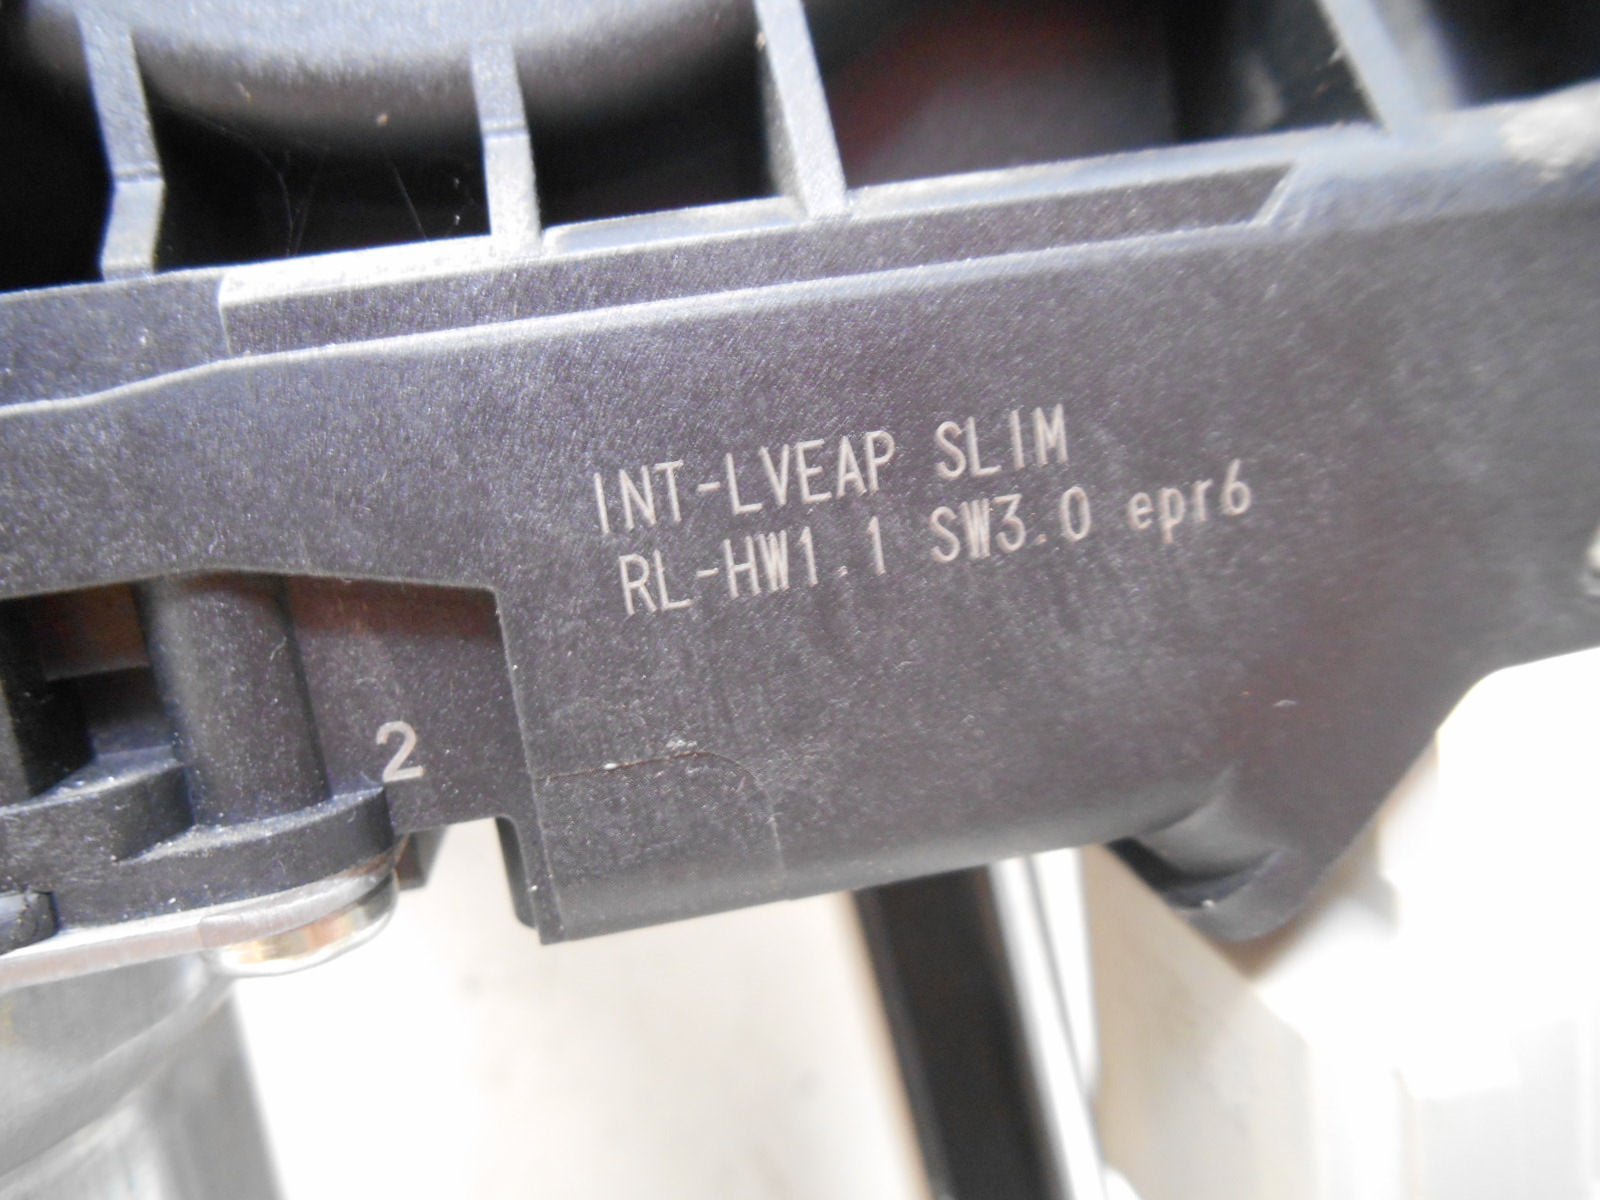 INT-LVEAP SLIM
RL-HW1.1 SW3.0 epr6
2